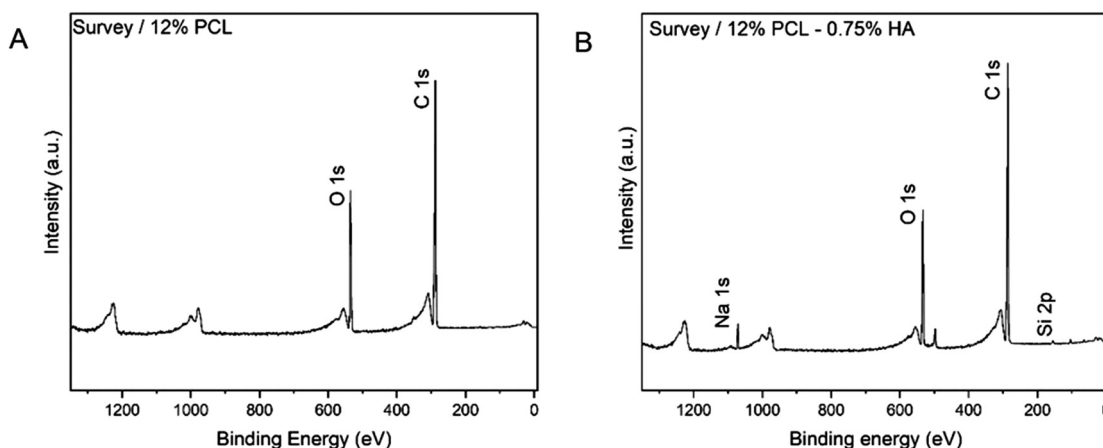 A
Survey / 12% PCL
C 1s
O 1s
Intensity (a.u.)
1200 1000 800 600 400 200 0
Binding Energy (eV)
B
Survey / 12% PCL - 0.75% HA
C 1s
O 1s
Na 1s
Si 2p
Intensity (a.u.)
1200 1000 800 600 400 200
Binding energy (eV)